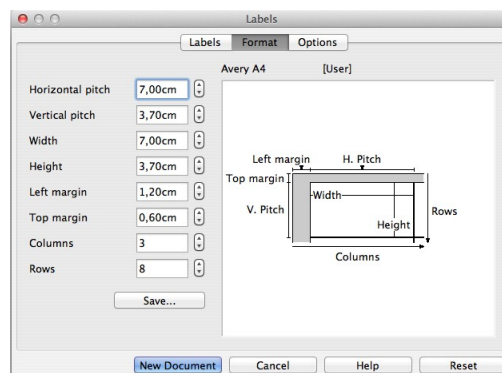 Labels
Labels Format Options
Avery A4 [User]
Horizontal pitch 7,00cm
Vertical pitch 3,70cm
Width 7,00cm
Height 3,70cm
Left margin 1,20cm
Top margin 0,60cm
Columns 3
Rows 8
Save...
Left margin H. Pitch
Top margin
Width
V. Pitch
Height
Rows
Columns
New Document Cancel Help Reset